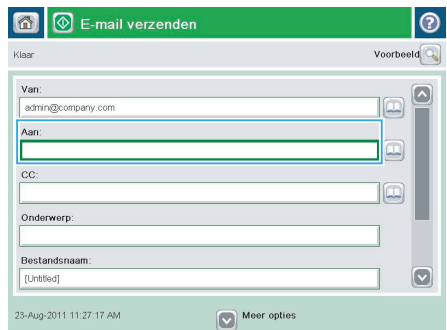 E-mail verzenden
Klaar Voorbeeld
Van:
admin@company.com
Aan:
CC:
Onderwerp:
Bestandsnaam:
[Untitled]
23-Aug-2011 11:27:17 AM Meer opties